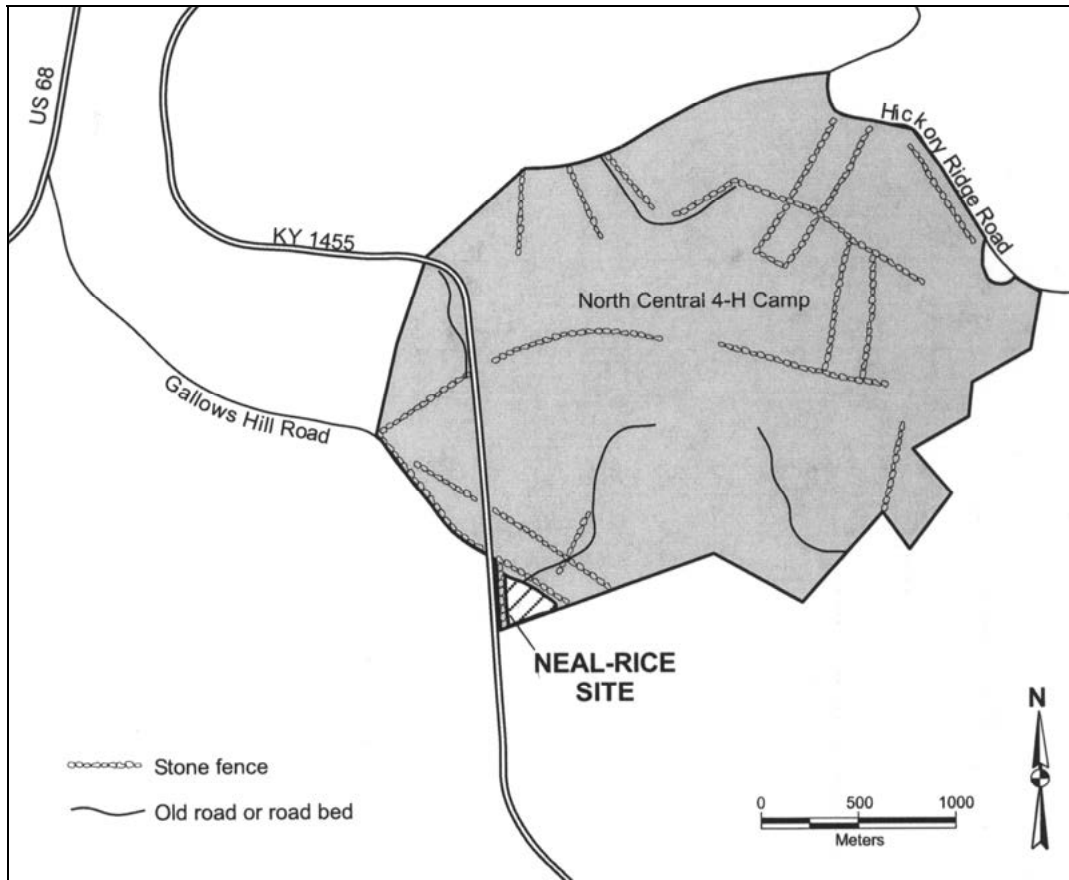 US 68
Hickory Ridge Road
KY 1455
North Central 4-H Camp
Gallows Hill Road
NEAL-RICE
SITE
N
Stone fence
Old road or road bed
0 500 1000
Meters